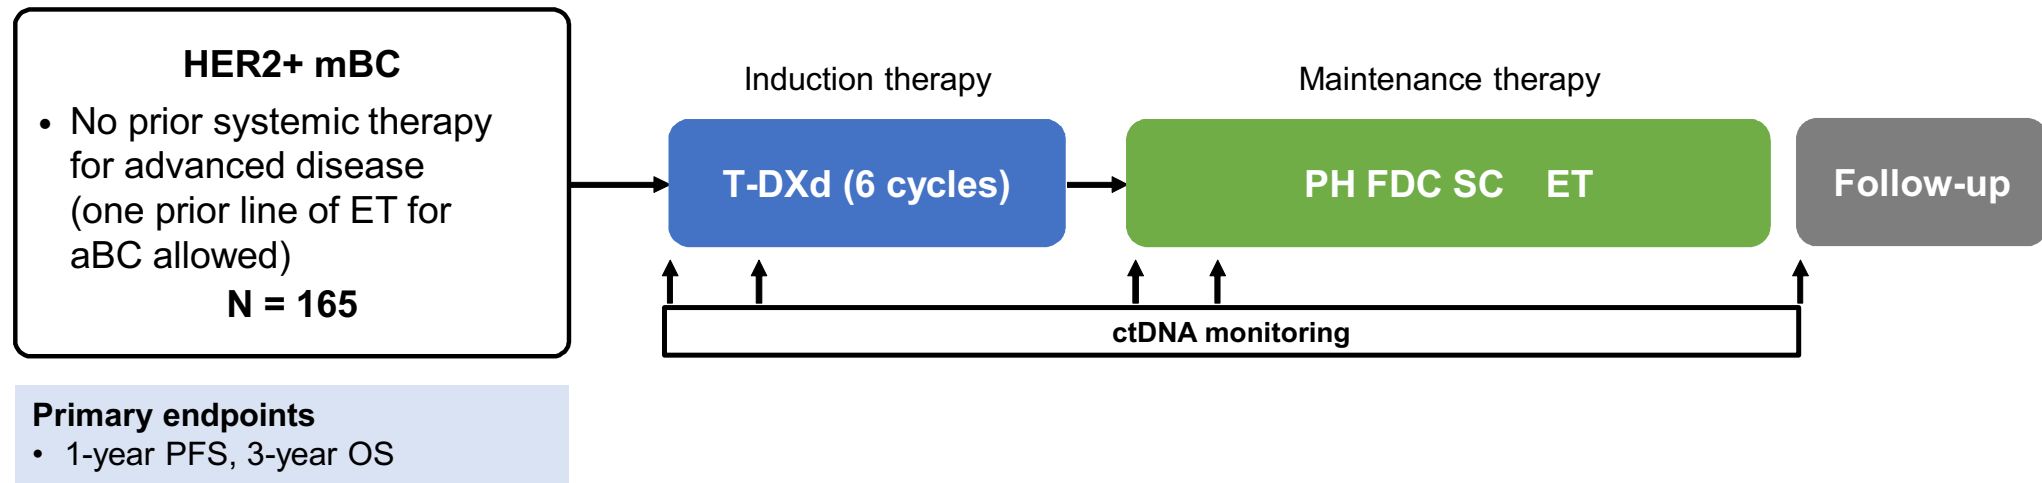 HER2+ mBC
• No prior systemic therapy
for advanced disease
(one prior line of ET for
aBC allowed)
N = 165
Induction therapy
T-DXd (6 cycles)
Maintenance therapy
PH FDC SC ET
Follow-up
ctDNA monitoring
Primary endpoints
• 1-year PFS, 3-year OS